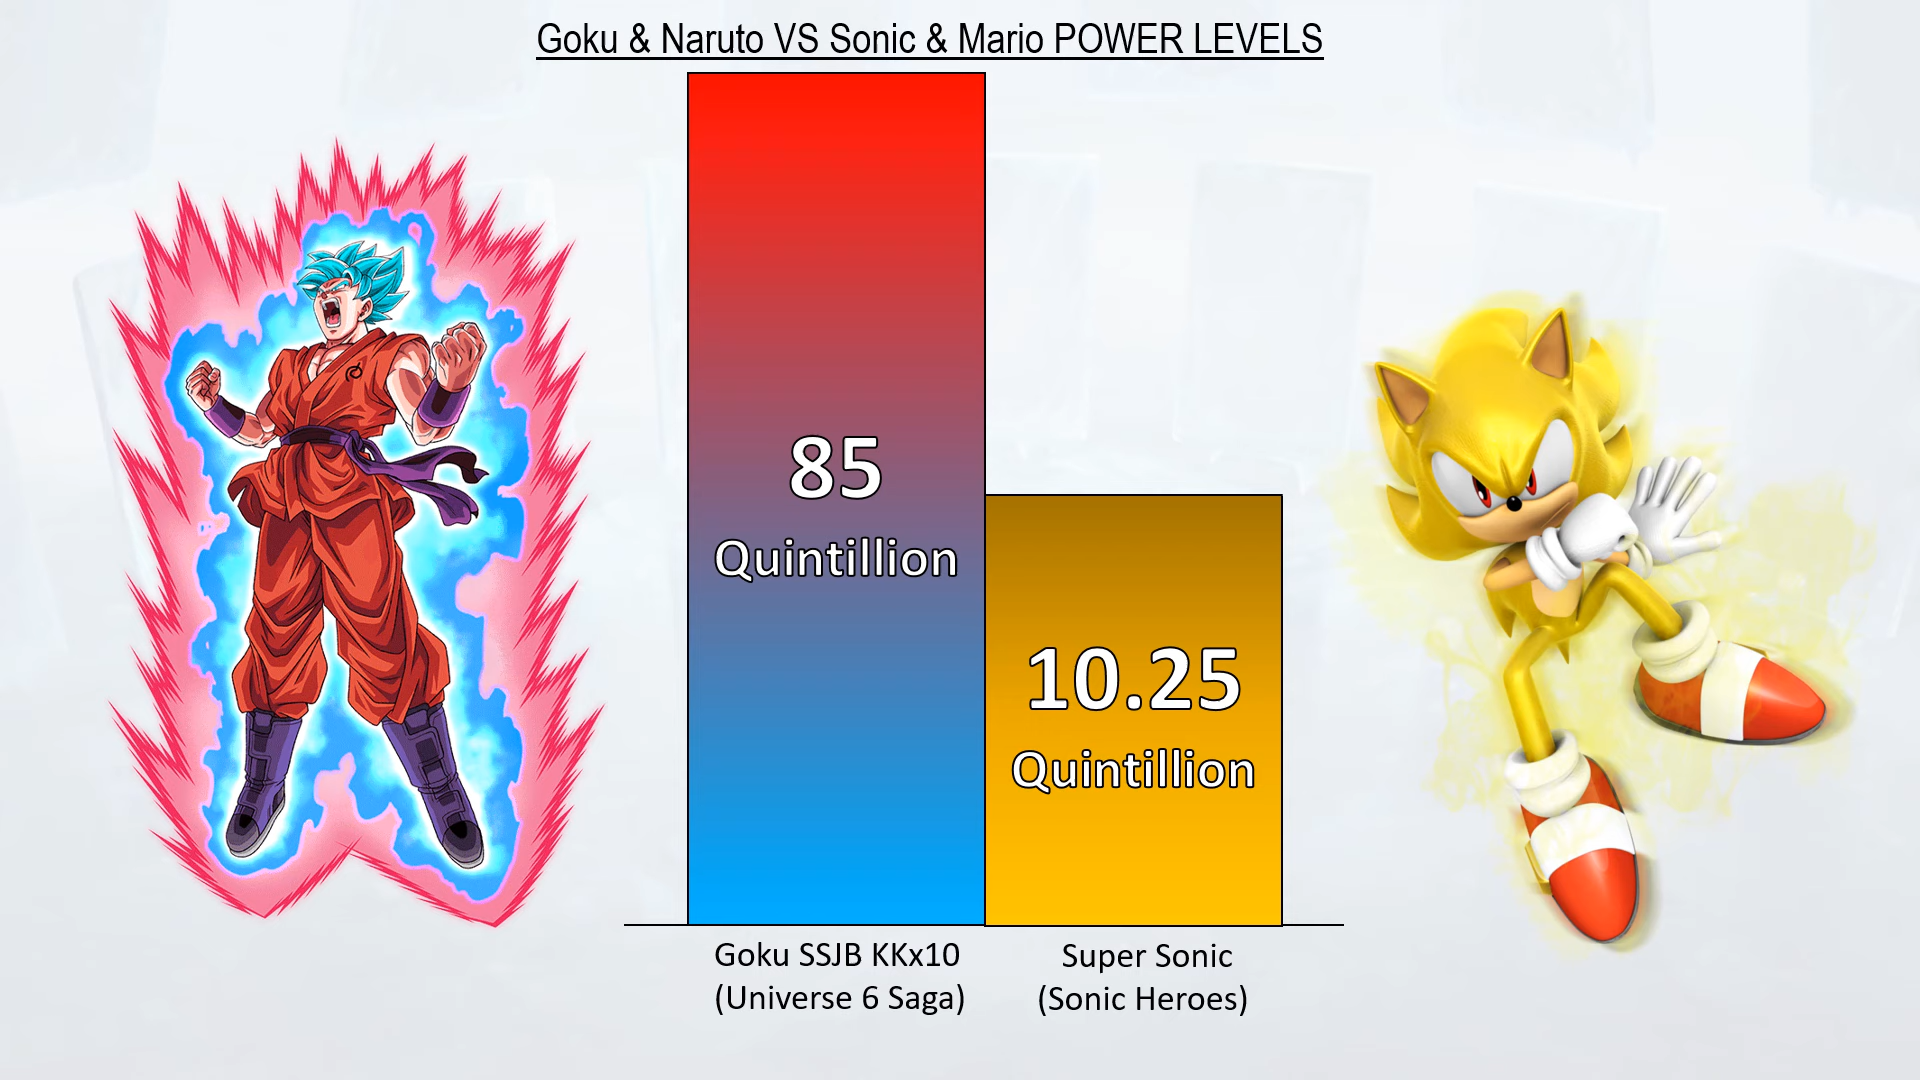 Goku & Naruto VS Sonic & Mario POWER LEVELS
85
Quintillion
10.25
Quintillion
Goku SSJB KKx10
(Universe 6 Saga)
Super Sonic
(Sonic Heroes)